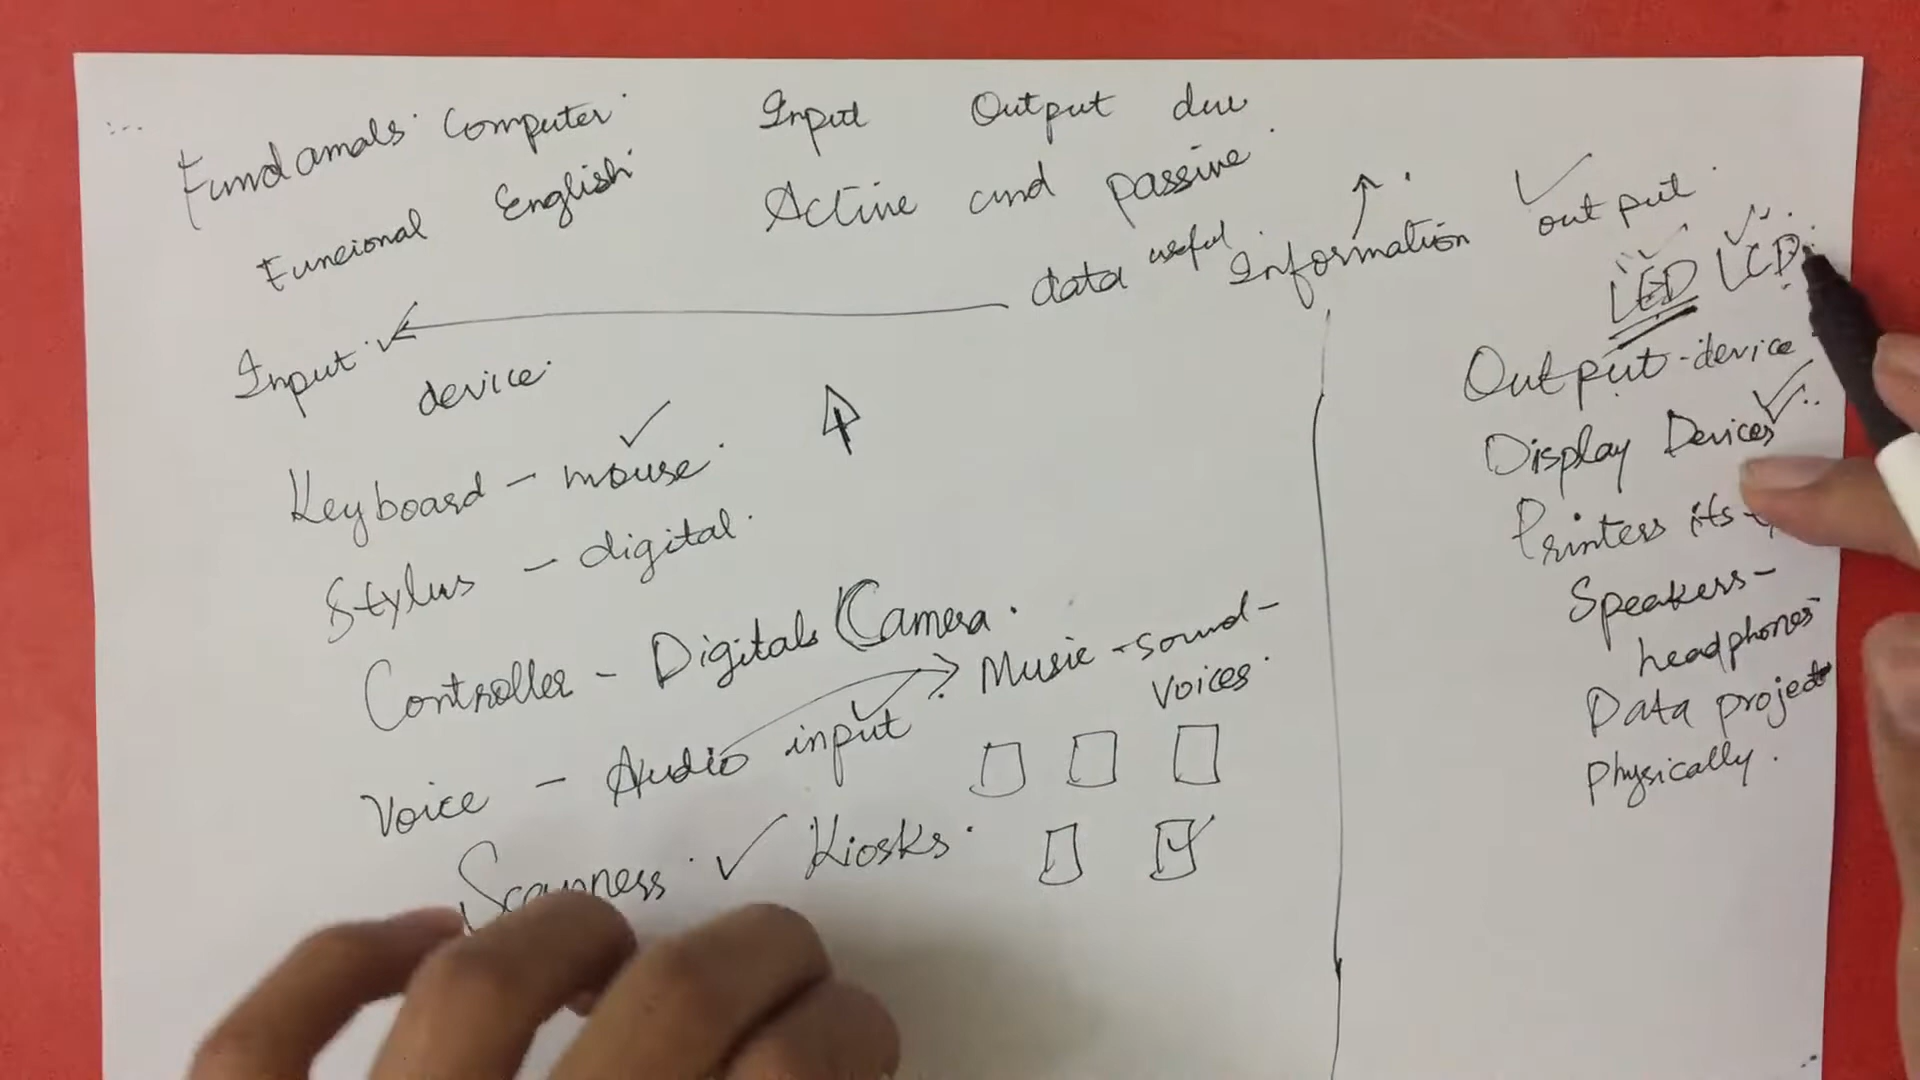 Fundamals Computer
Funcional English
Input Output
Active and passive
data useful Information output
LED LCD
Input
device
Keyboard - mouse
Stylus - digital
Controller - Digitals Camera
Voice - Audio input
Music - sound -
voices
Scanness Kiosks
Output - device
Display Devices
Printers its
Speakers -
headphones
Data project
Physically